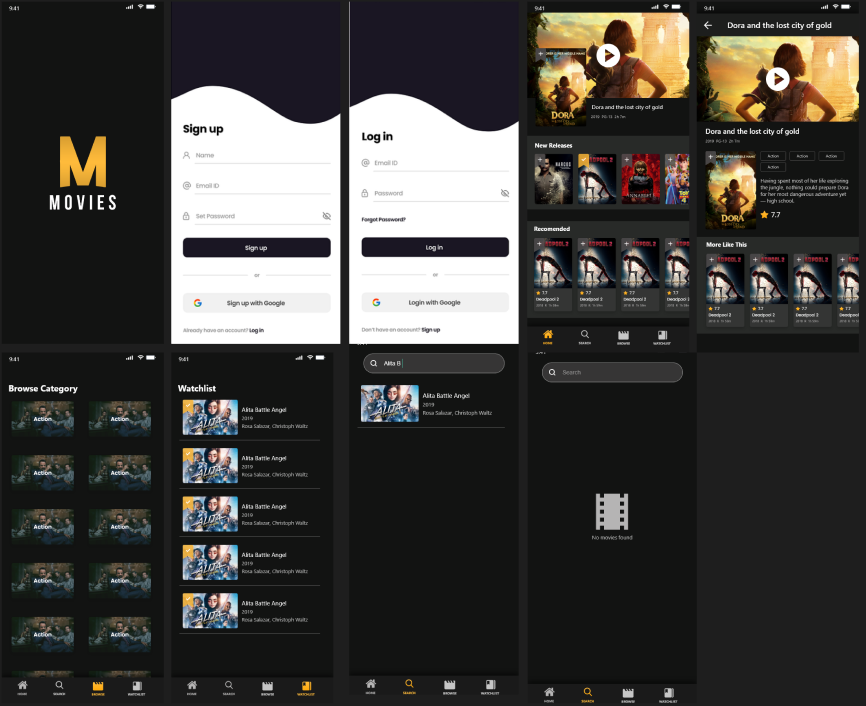 9:41
M
MOVIES
Sign up
Name
Email ID
Set Password
Sign up
or
Sign up with Google
Already have an account? Log in
Log in
Email ID
Password
Forgot Password?
Log in
or
Login with Google
Don't have an account? Sign up
9:41
DORA
Dora and the lost city of gold
2019 PG-13 2h 7m
New Releases
Recomended
7.7
Deadpool 2
7.7
Deadpool 2
7.7
Deadpool 2
7.7
Deadpool 2
HOME
SEARCH
BROWSE
WATCHLIST
9:41
Dora and the lost city of gold
Dora and the lost city of gold
2019 PG-13 2h 7m
DORA
Action
Action
Action
Action
Having spent most of her life exploring
the jungle, nothing could prepare Dora
for her most dangerous adventure yet
— high school.
7.7
More Like This
7.7
Deadpool 2
7.7
Deadpool 2
7.7
Deadpool 2
7.7
Deadpool 2
9:41
Browse Category
Action
Action
Action
Action
Action
Action
Action
Action
Action
Action
HOME
SEARCH
BROWSE
WATCHLIST
9:41
Watchlist
ALITA
Alita Battle Angel
2019
Rosa Salazar, Christoph Waltz
ALITA
Alita Battle Angel
2019
Rosa Salazar, Christoph Waltz
ALITA
Alita Battle Angel
2019
Rosa Salazar, Christoph Waltz
ALITA
Alita Battle Angel
2019
Rosa Salazar, Christoph Waltz
ALITA
Alita Battle Angel
2019
Rosa Salazar, Christoph Waltz
HOME
SEARCH
BROWSE
WATCHLIST
Alita B
ALITA
Alita Battle Angel
2019
Rosa Salazar, Christoph Waltz
HOME
SEARCH
BROWSE
WATCHLIST
Search
No movies found
HOME
SEARCH
BROWSE
WATCHLIST